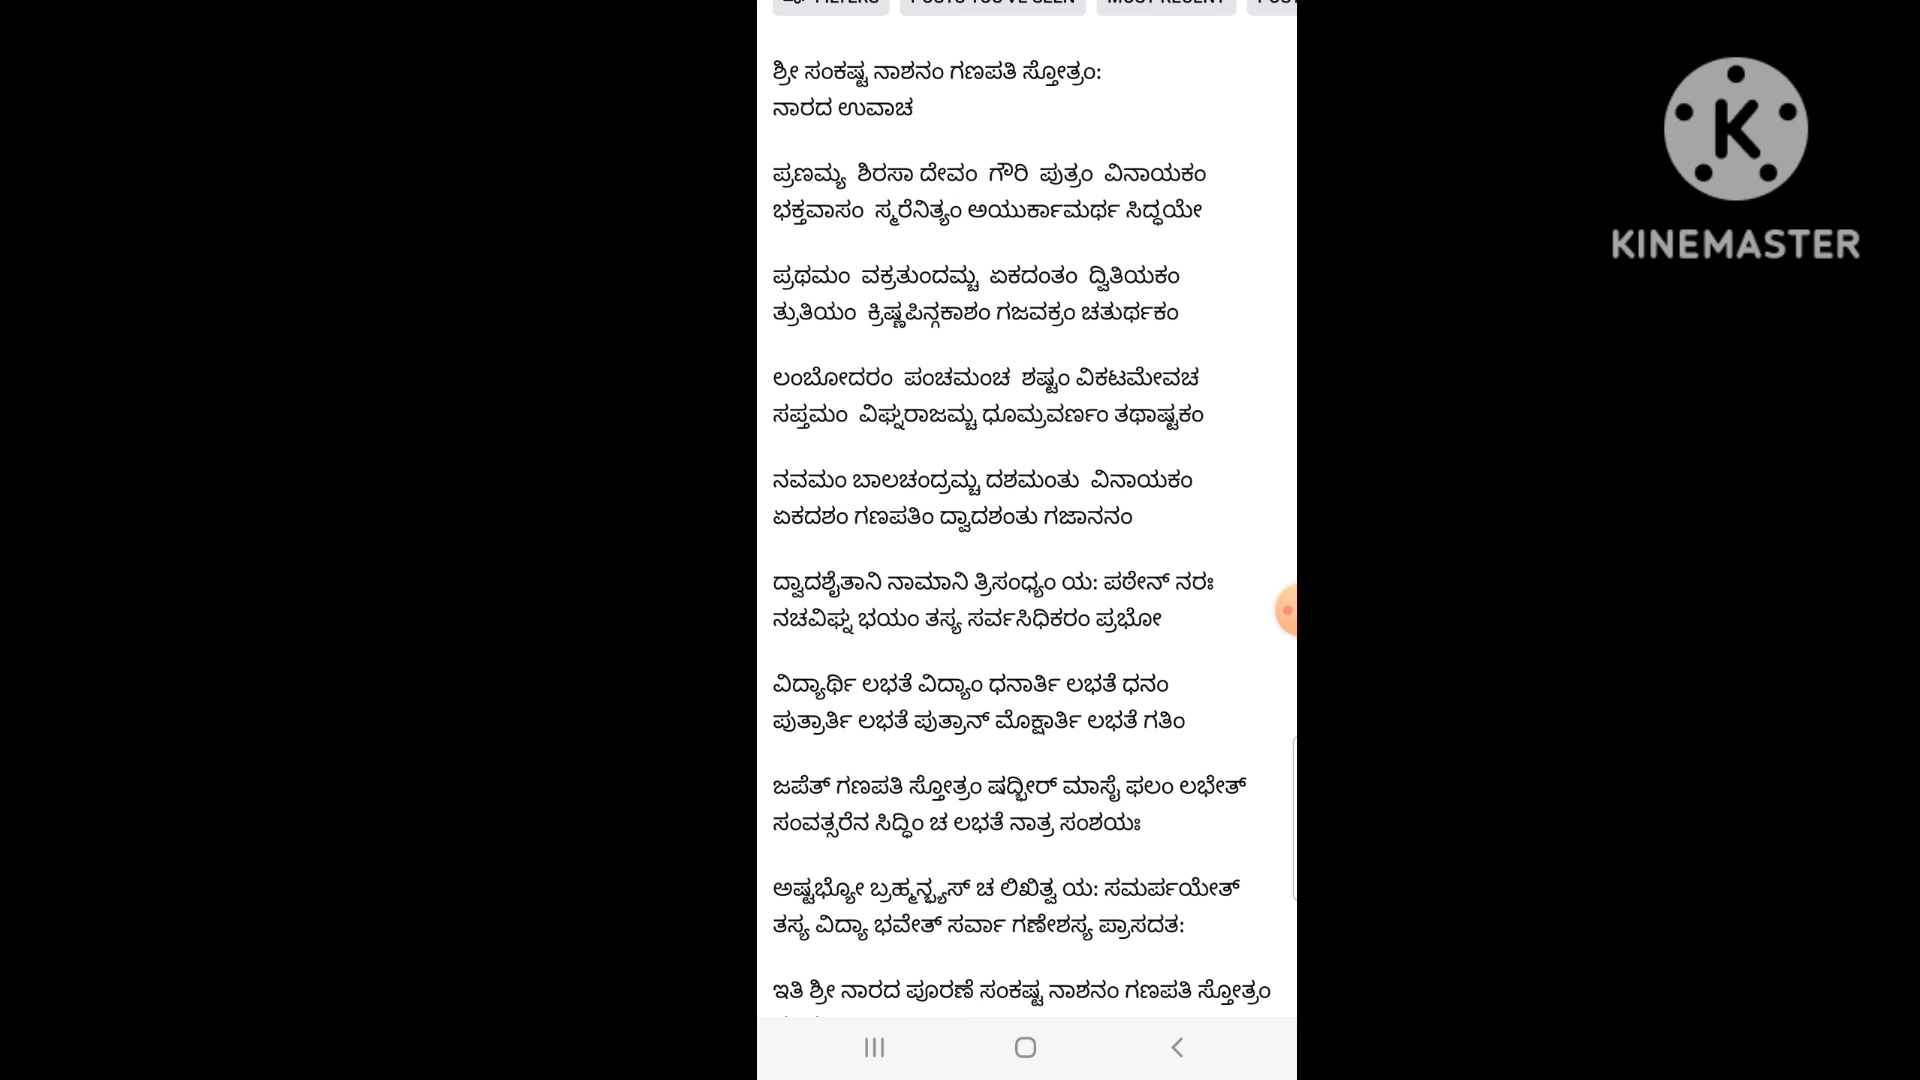 ಶ್ರೀ ಸಂಕಷ್ಟ ನಾಶನಂ ಗಣಪತಿ ಸ್ತೋತ್ರಂ:
ನಾರದ ಉವಾಚ
ಪ್ರಣಮ್ಯ ಶಿರಸಾ ದೇವಂ ಗೌರಿ ಪುತ್ರಂ ವಿನಾಯಕಂ
ಭಕ್ತವಾಸಂ ಸ್ಮರೆನಿತ್ಯಂ ಅಯುರ್ಕಾಮರ್ಥ ಸಿದ್ಧಯೇ
ಪ್ರಥಮಂ ವಕ್ರತುಂದಮ್ಚ ಏಕದಂತಂ ದ್ವಿತಿಯಕಂ
ತ್ರುತಿಯಂ ಕ್ರಿಷ್ಣಪಿನ್ಗಕಾಶಂ ಗಜವಕ್ರಂ ಚತುರ್ಥಕಂ
ಲಂಬೋದರಂ ಪಂಚಮಂಚ ಶಷ್ಟಂ ವಿಕಟಮೇವಚ
ಸಪ್ತಮಂ ವಿಘ್ನರಾಜಮ್ಚ ಧೂಮ್ರವರ್ಣಂ ತಥಾಷ್ಟಕಂ
ನವಮಂ ಬಾಲಚಂದ್ರಮ್ಚ ದಶಮಂತು ವಿನಾಯಕಂ
ಏಕದಶಂ ಗಣಪತಿಂ ದ್ವಾದಶಂತು ಗಜಾನನಂ
ದ್ವಾದಶೈತಾನಿ ನಾಮಾನಿ ತ್ರಿಸಂಧ್ಯಂ ಯ: ಪಠೇನ್ ನರಃ
ನಚವಿಘ್ನ ಭಯಂ ತಸ್ಯ ಸರ್ವಸಿಧಿಕರಂ ಪ್ರಭೋ
ವಿದ್ಯಾರ್ಥಿ ಲಭತೆ ವಿದ್ಯಾಂ ಧನಾರ್ತಿ ಲಭತೆ ಧನಂ
ಪುತ್ರಾರ್ತಿ ಲಭತೆ ಪುತ್ರಾನ್ ಮೊಕ್ಷಾರ್ತಿ ಲಭತೆ ಗತಿಂ
ಜಪೆತ್ ಗಣಪತಿ ಸ್ತೋತ್ರಂ ಷದ್ಭೀರ್ ಮಾಸೈ ಫಲಂ ಲಭೇತ್
ಸಂವತ್ಸರೆನ ಸಿದ್ಧಿಂ ಚ ಲಭತೆ ನಾತ್ರ ಸಂಶಯಃ
ಅಷ್ಟಭ್ಯೋ ಬ್ರಹ್ಮನ್ಭ್ಯಸ್ ಚ ಲಿಖಿತ್ವ ಯ: ಸಮರ್ಪಯೇತ್
ತಸ್ಯ ವಿದ್ಯಾ ಭವೇತ್ ಸರ್ವಾ ಗಣೇಶಸ್ಯ ಪ್ರಾಸದತ:
ಇತಿ ಶ್ರೀ ನಾರದ ಪೂರಣೆ ಸಂಕಷ್ಟ ನಾಶನಂ ಗಣಪತಿ ಸ್ತೋತ್ರಂ
K
KINEMASTER